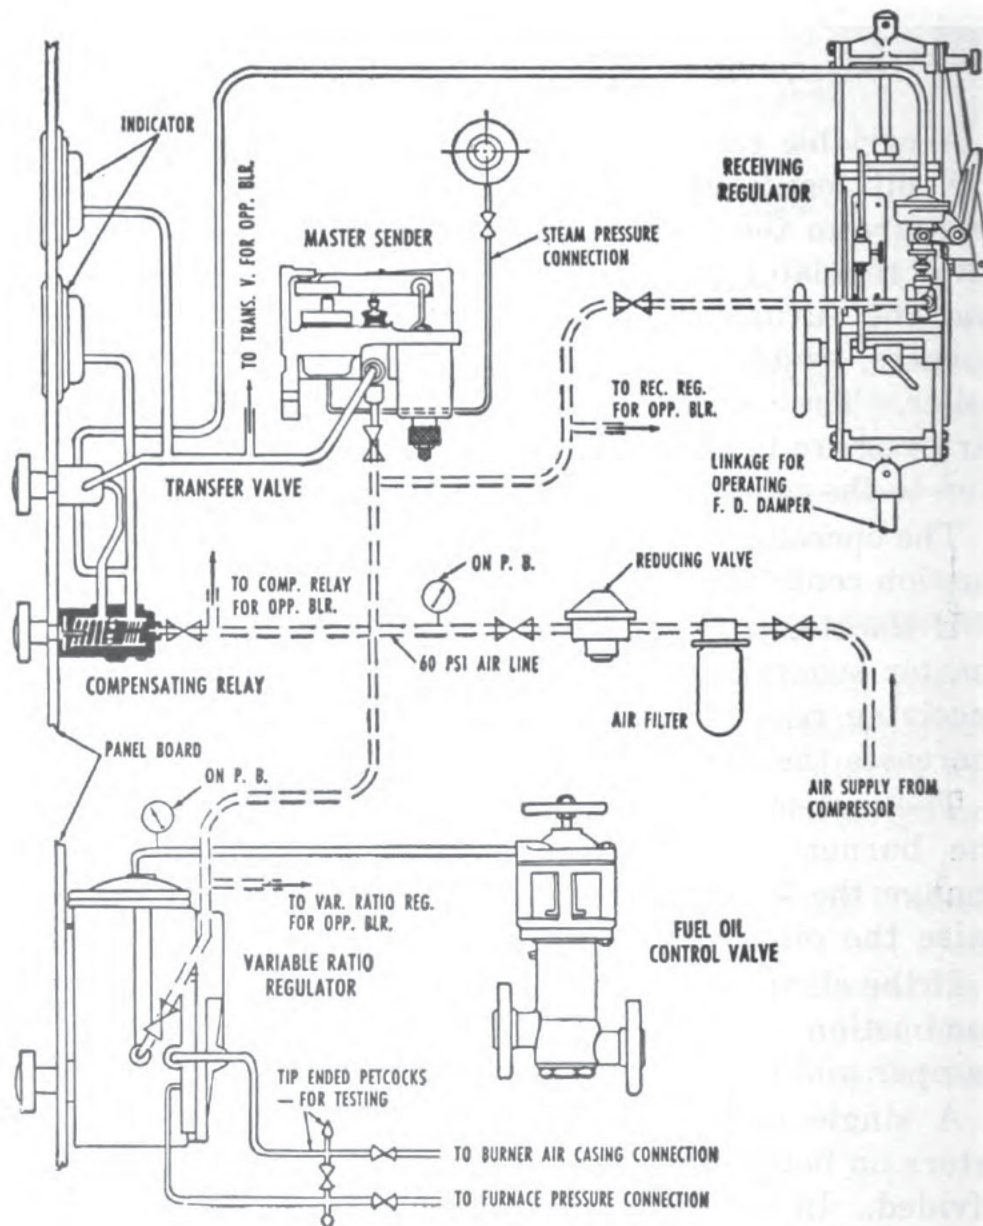 INDICATOR
TO TRANS. V. FOR OPP. BLR.
MASTER SENDER
STEAM PRESSURE
CONNECTION
RECEIVING
REGULATOR
TO REC. REG.
FOR OPP. BLR.
TRANSFER VALVE
LINKAGE FOR
OPERATING
F. D. DAMPER
TO COMP. RELAY
FOR OPP. BLR.
ON P. B.
REDUCING VALVE
60 PSI AIR LINE
COMPENSATING RELAY
AIR FILTER
PANEL BOARD
ON P. B.
AIR SUPPLY FROM
COMPRESSOR
TO VAR. RATIO REG.
FOR OPP. BLR.
VARIABLE RATIO
REGULATOR
FUEL OIL
CONTROL VALVE
TIP ENDED PETCOCKS
— FOR TESTING
TO BURNER AIR CASING CONNECTION
TO FURNACE PRESSURE CONNECTION